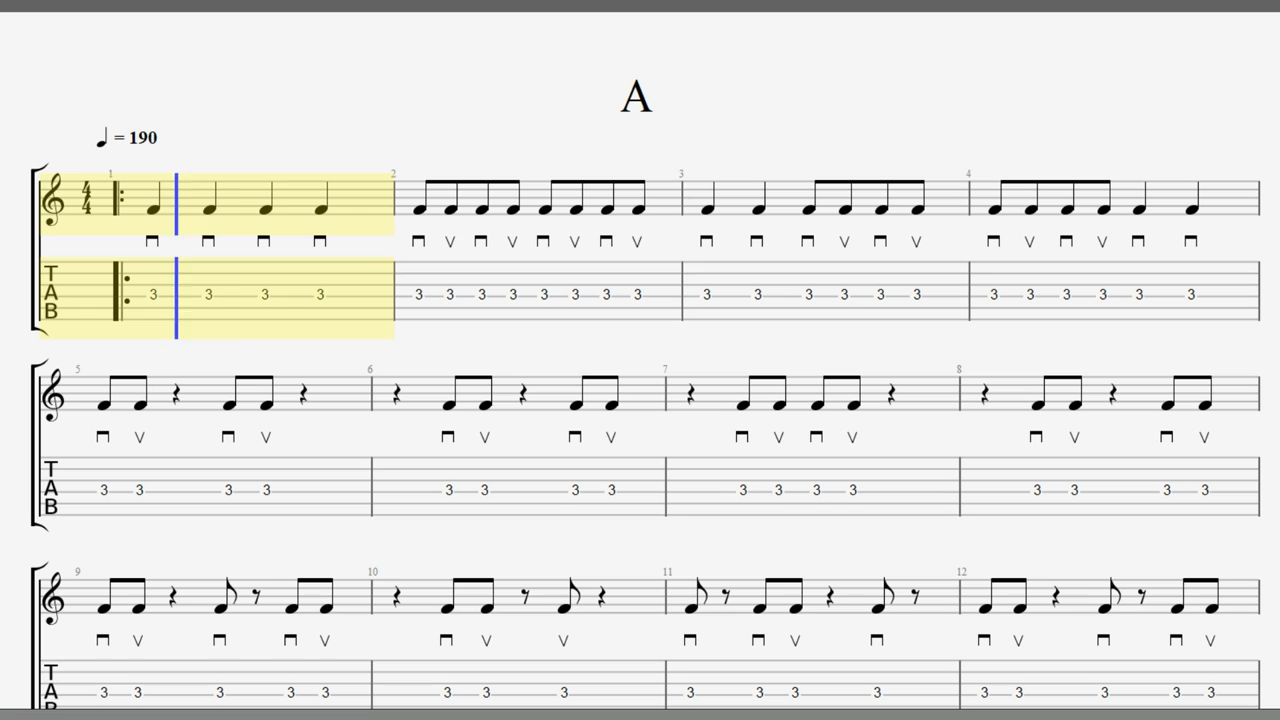 A
= 190
1 2 3 4
4
4
T
A
B
3 3 3 3 3 3 3 3 3 3 3 3 3 3 3 3 3 3 3 3 3 3 3 3
5 6 7 8
T
A
B
3 3 3 3 3 3 3 3 3 3 3 3 3 3 3 3
9 10 11 12
T
A
3 3 3 3 3 3 3 3 3 3 3 3 3 3 3 3 3